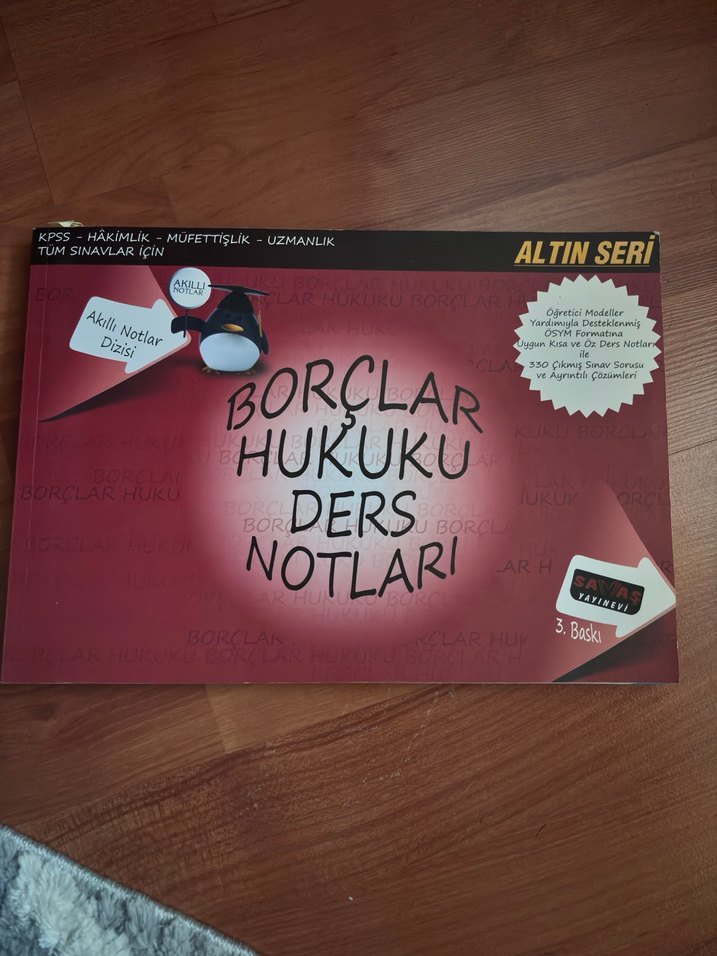 KPSS - HÂKİMLİK - MÜFETTİŞLİK - UZMANLIK
TÜM SINAVLAR İÇİN
ALTIN SERİ
AKILLI
NOTLAR
Akıllı Notlar
Dizisi
Öğretici Modeller
Yardımıyla Desteklenmiş
ÖSYM Formatına
Uygun Kısa ve Öz Ders Notları
ile
330 Çıkmış Sınav Sorusu
ve Ayrıntılı Çözümleri
BORÇLAR
HUKUKU
DERS
NOTLARI
SAVAŞ
YAYINEVİ
3. Baskı